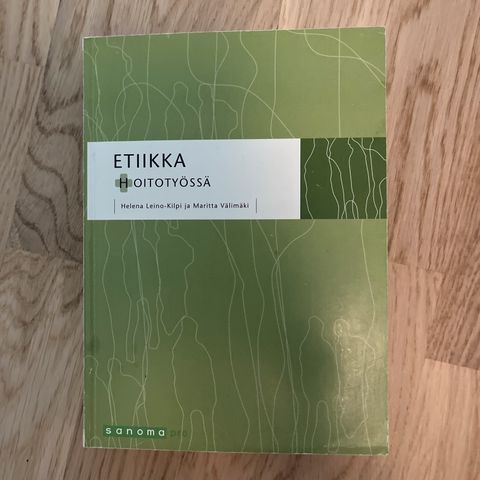 ETIIKKA
HOITOTYÖSSÄ
Helena Leino-Kilpi ja Maritta Välimäki
sanoma pro